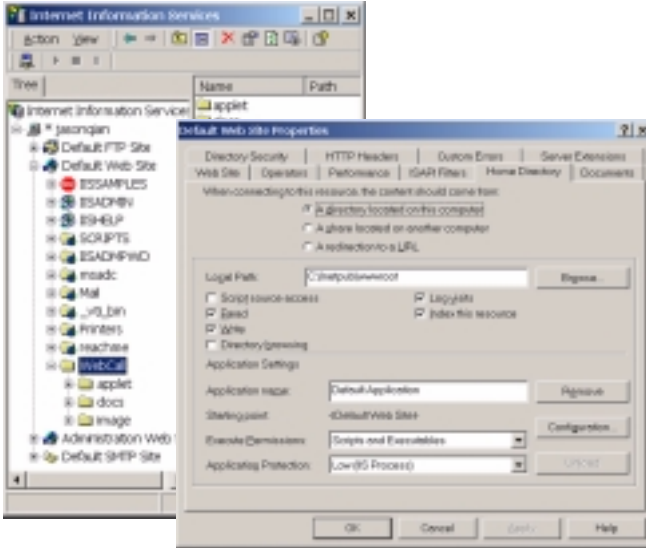 Internet Information Services
Action View
Tree
Name Path
Internet Information Services
applet
* jasonqian
Default FTP Site
Default Web Site
IISSAMPLES
IISADMIN
IISHELP
SCRIPTS
IISADMPWD
msadc
Mail
_vti_bin
Printers
reachme
WebCall
applet
docs
image
Administration Web
Default SMTP Site
Default Web Site Properties
Directory Security HTTP Headers Custom Errors Server Extensions
Web Site Operators Performance ISAPI Filters Home Directory Documents
When connecting to this resource, the content should come from:
A directory located on this computer
A share located on another computer
A redirection to a URL
Local Path: C:\inetpub\wwwroot Browse...
Script source access Log visits
Read Index this resource
Write
Directory browsing
Application Settings
Application name: Default Application Remove
Starting point: <Default Web Site>
Configuration...
Execute Permissions: Scripts and Executables
Application Protection: Low (IIS Process) Unload
OK Cancel Apply Help